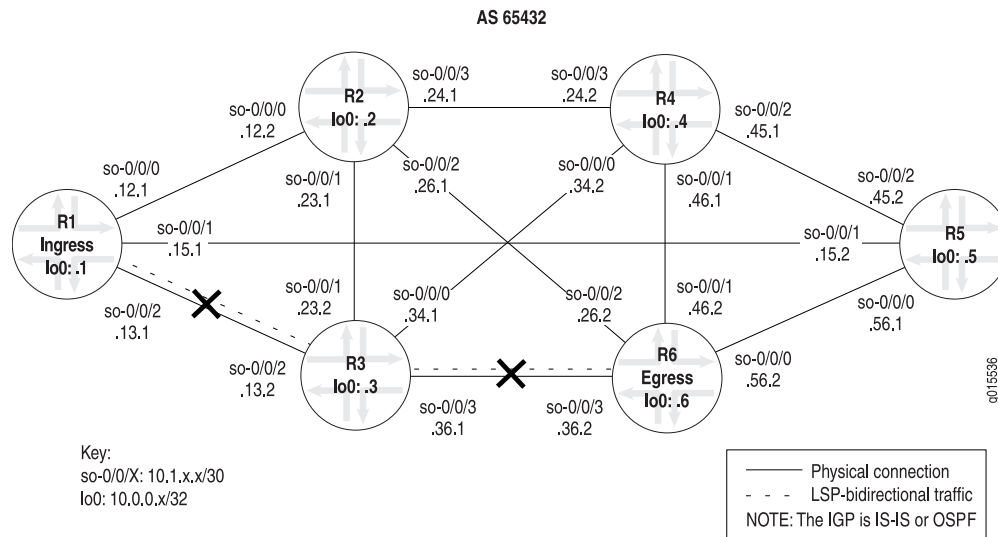 AS 65432
so-0/0/3
.24.1
so-0/0/3
.24.2
R2
lo0: .2
R4
lo0: .4
so-0/0/0
.12.2
so-0/0/2
.45.1
so-0/0/0
.12.1
so-0/0/1
.23.1
so-0/0/2
.26.1
so-0/0/0
.34.2
so-0/0/1
.46.1
so-0/0/2
.45.2
R1
Ingress
lo0: .1
so-0/0/1
.15.1
so-0/0/1
.15.2
R5
lo0: .5
so-0/0/2
.13.1
so-0/0/1
.23.2
so-0/0/0
.34.1
so-0/0/2
.26.2
so-0/0/1
.46.2
so-0/0/0
.56.1
so-0/0/2
.13.2
R3
lo0: .3
R6
Egress
lo0: .6
so-0/0/0
.56.2
so-0/0/3
.36.1
so-0/0/3
.36.2
g015536
Key:
so-0/0/X: 10.1.x.x/30
lo0: 10.0.0.x/32
Physical connection
LSP-bidirectional traffic
NOTE: The IGP is IS-IS or OSPF